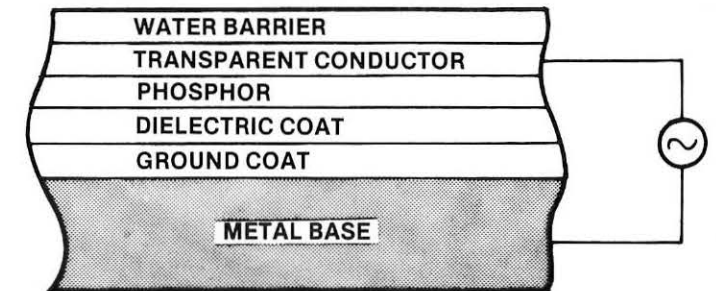 WATER BARRIER
TRANSPARENT CONDUCTOR
PHOSPHOR
DIELECTRIC COAT
GROUND COAT
METAL BASE